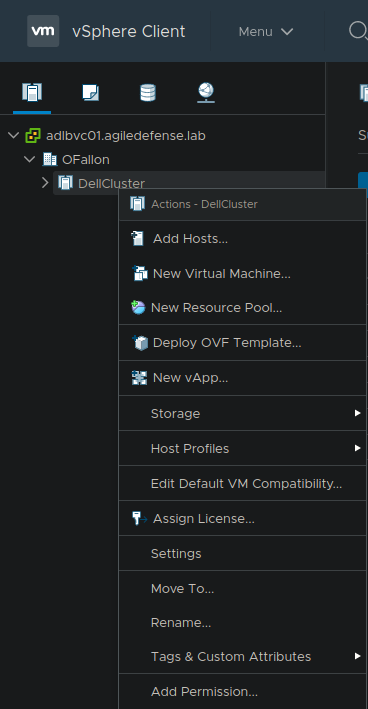 vm vSphere Client Menu
adlbvc01.agiledefense.lab
OFallon
DellCluster
Actions - DellCluster
Add Hosts...
New Virtual Machine...
New Resource Pool...
Deploy OVF Template...
New vApp...
Storage
Host Profiles
Edit Default VM Compatibility...
Assign License...
Settings
Move To...
Rename...
Tags & Custom Attributes
Add Permission...